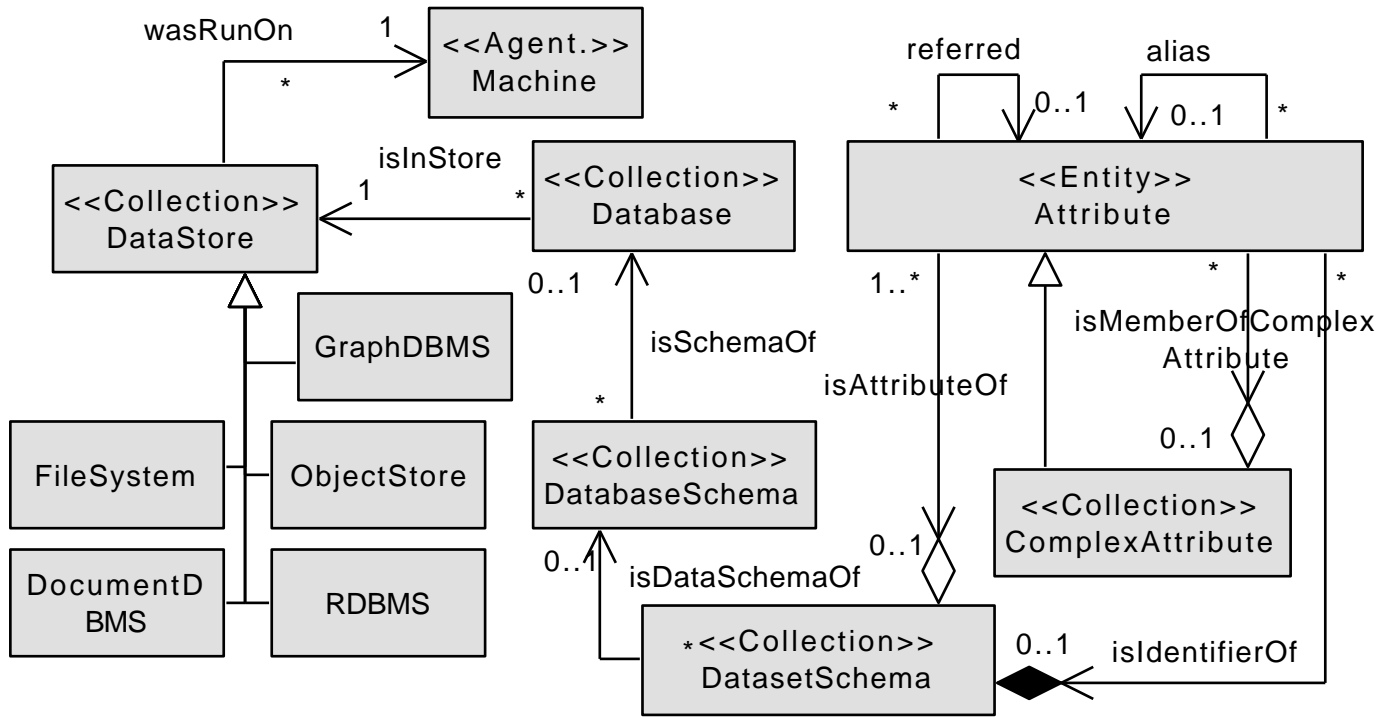 wasRunOn
1
*
<<Agent.>>
Machine
referred
alias
*
0..1
0..1
*
<<Collection>>
DataStore
isInStore
1
*
<<Collection>>
Database
<<Entity>>
Attribute
0..1
1..*
*
*
GraphDBMS
isSchemaOf
isMemberOfComplex
Attribute
isAttributeOf
*
0..1
FileSystem
ObjectStore
<<Collection>>
DatabaseSchema
<<Collection>>
ComplexAttribute
0..1
0..1
DocumentD
BMS
RDBMS
isDataSchemaOf
*
<<Collection>>
DatasetSchema
0..1
isIdentifierOf
*